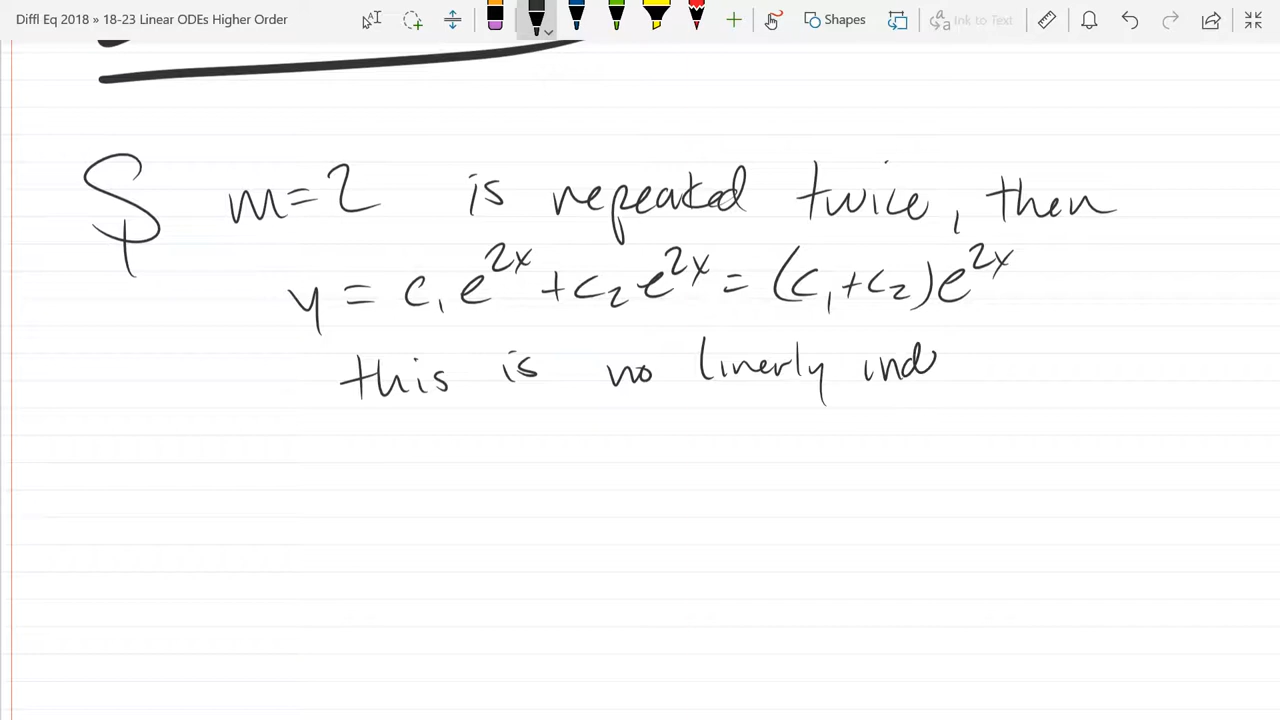 Diffl Eq 2018 » 18-23 Linear ODEs Higher Order
Shapes
Ink to Text
m=2 is repeated twice, then
y = c₁e^{2x} + c₂e^{2x} = (c₁+c₂)e^{2x}
this is no linerly ind